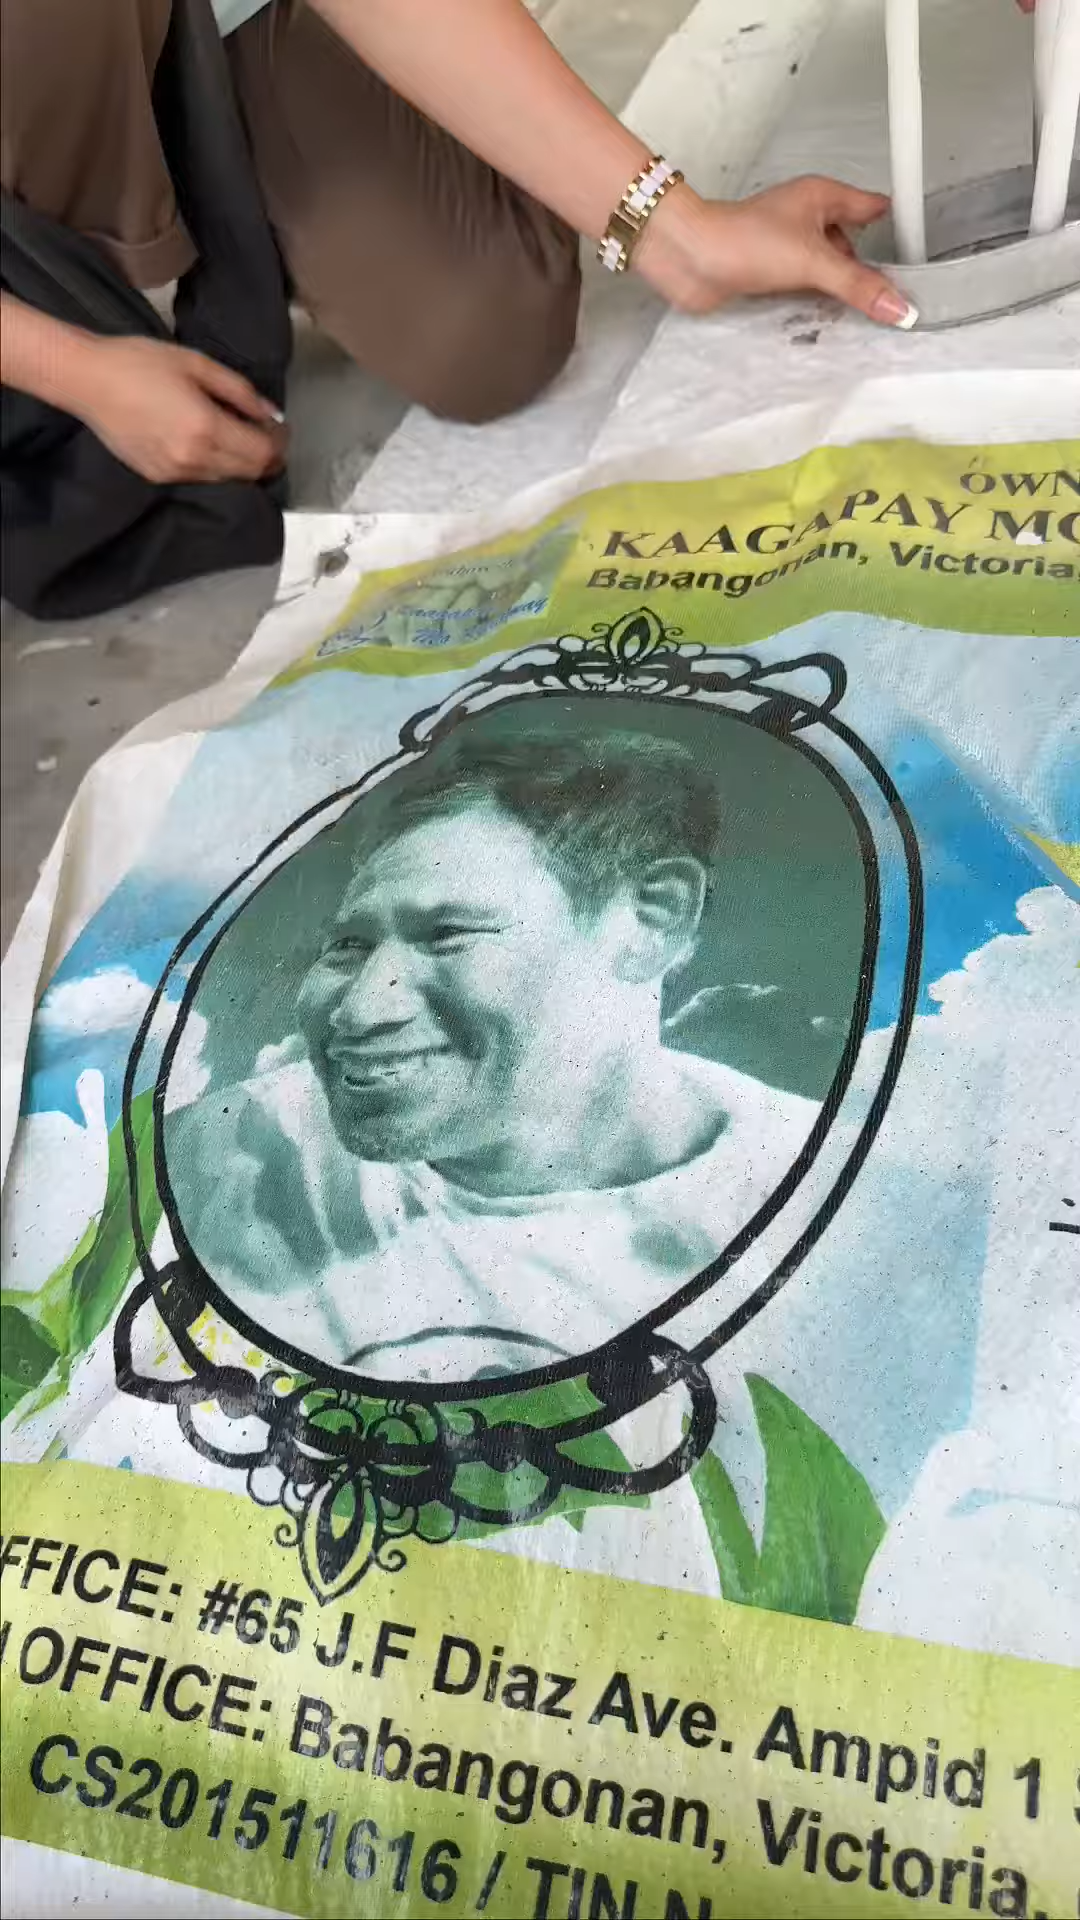 OWN
KAAGAPAY MO
Babangonan, Victoria
FFICE: #65 J.F Diaz Ave. Ampid 1 S
OFFICE: Babangonan, Victoria,
CS201511616 / TIN N